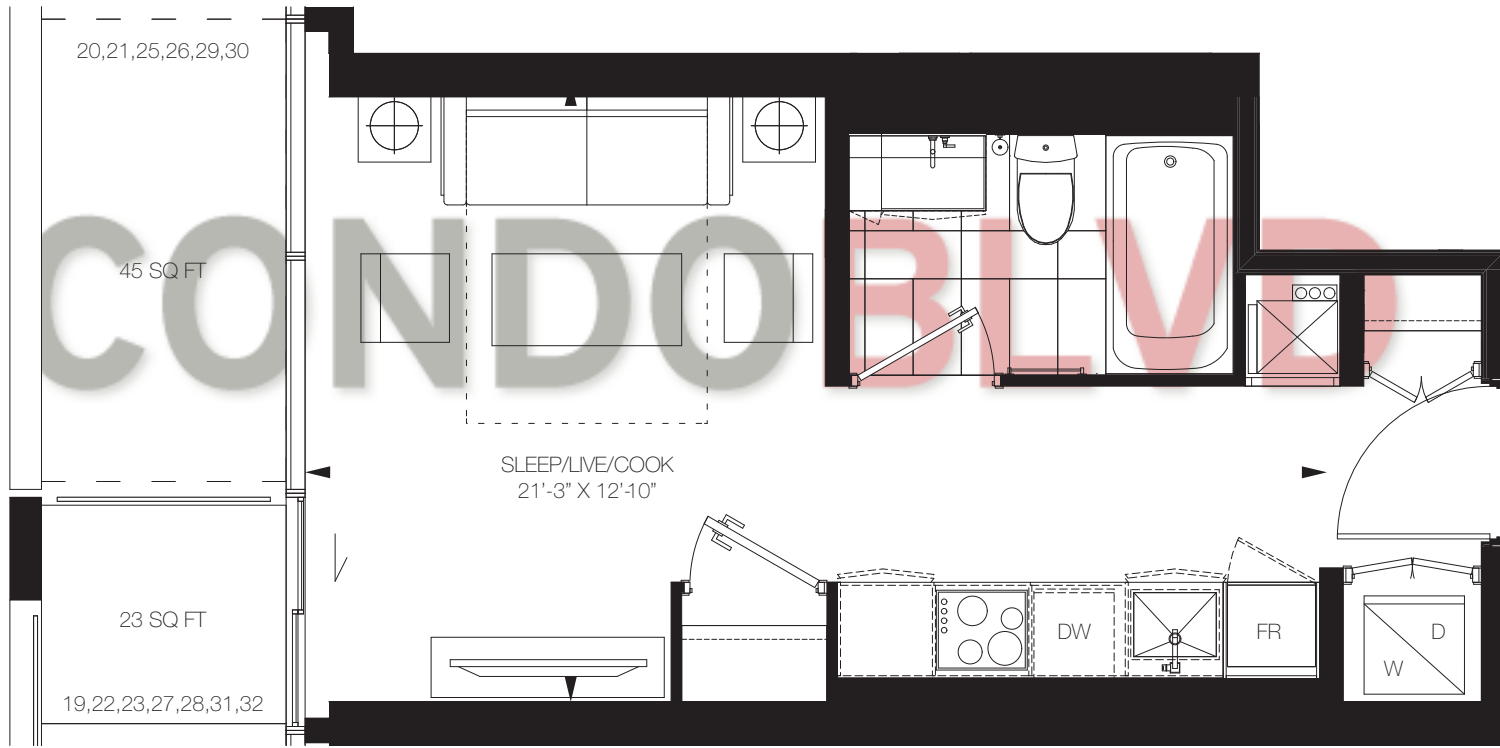 20,21,25,26,29,30
45 SQ FT
CONDOBLVD
SLEEP/LIVE/COOK
21'-3" X 12'-10"
23 SQ FT
DW
FR
D
W
19,22,23,27,28,31,32